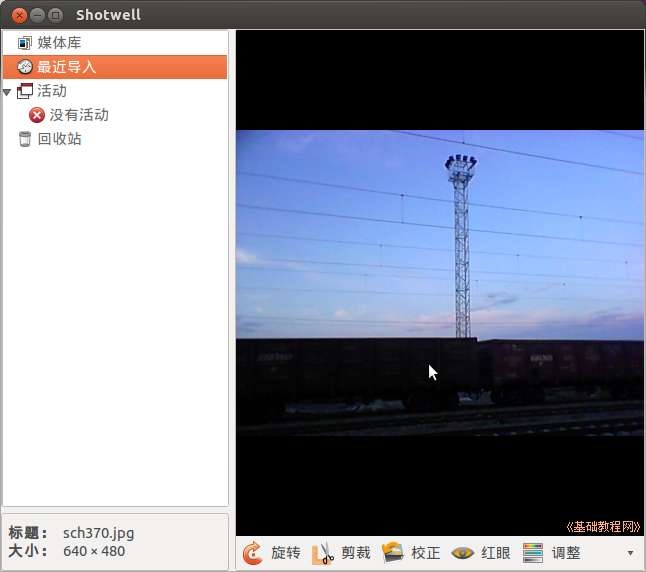 Shotwell
媒体库
最近导入
活动
没有活动
回收站
标题： sch370.jpg
大小： 640 × 480
《基础教程网》
旋转 剪裁 校正 红眼 调整